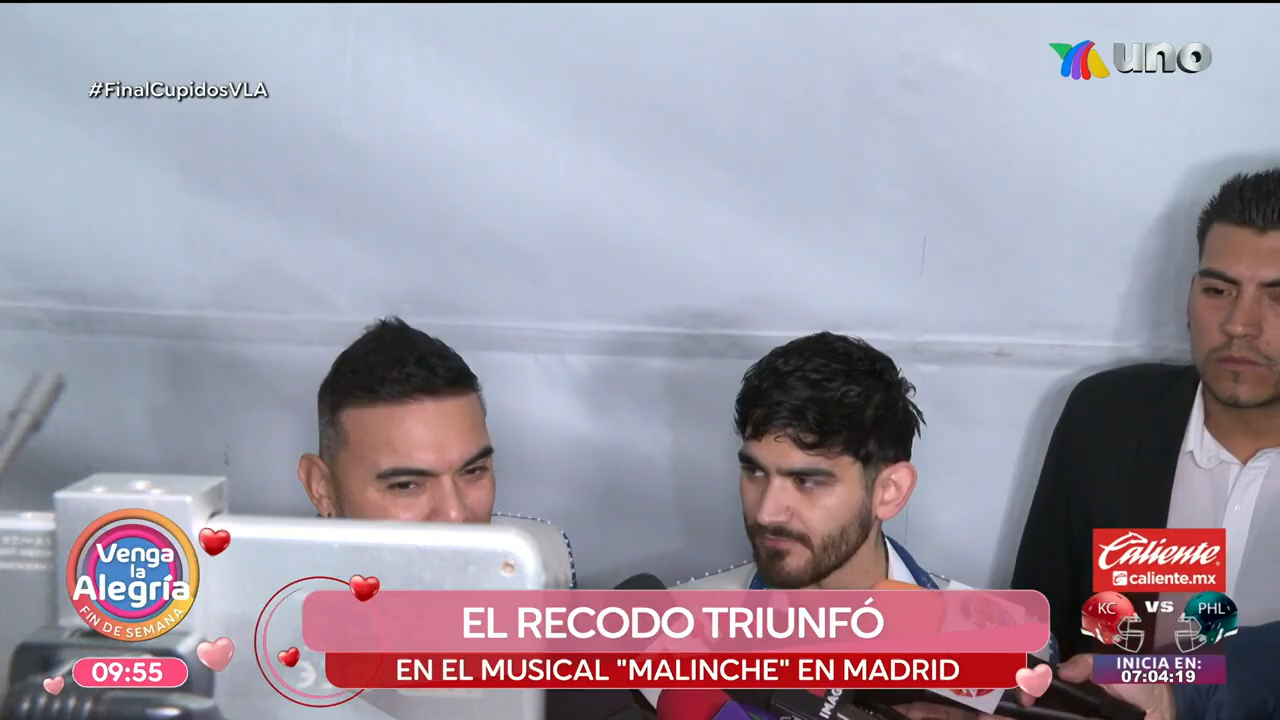 uno
#FinalCupidosVLA
Venga
la
Alegría
FIN DE SEMANA
09:55
EL RECODO TRIUNFÓ
EN EL MUSICAL "MALINCHE" EN MADRID
Caliente
caliente.mx
KC VS PHL
INICIA EN:
07:04:19
IMAG